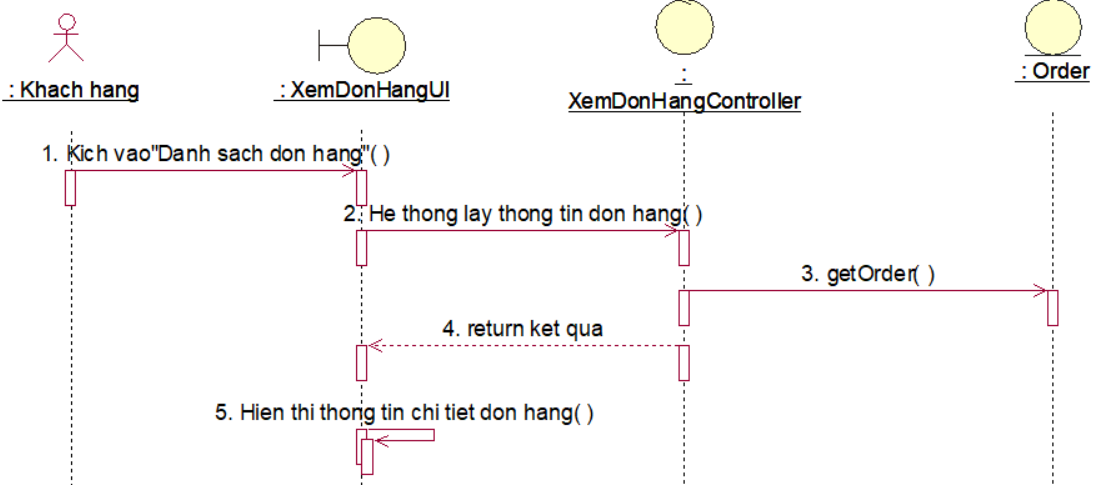 : Khach hang
: XemDonHangUI
:
XemDonHangController
: Order
1. Kich vao"Danh sach don hang"( )
2. He thong lay thong tin don hang( )
3. getOrder( )
4. return ket qua
5. Hien thi thong tin chi tiet don hang( )